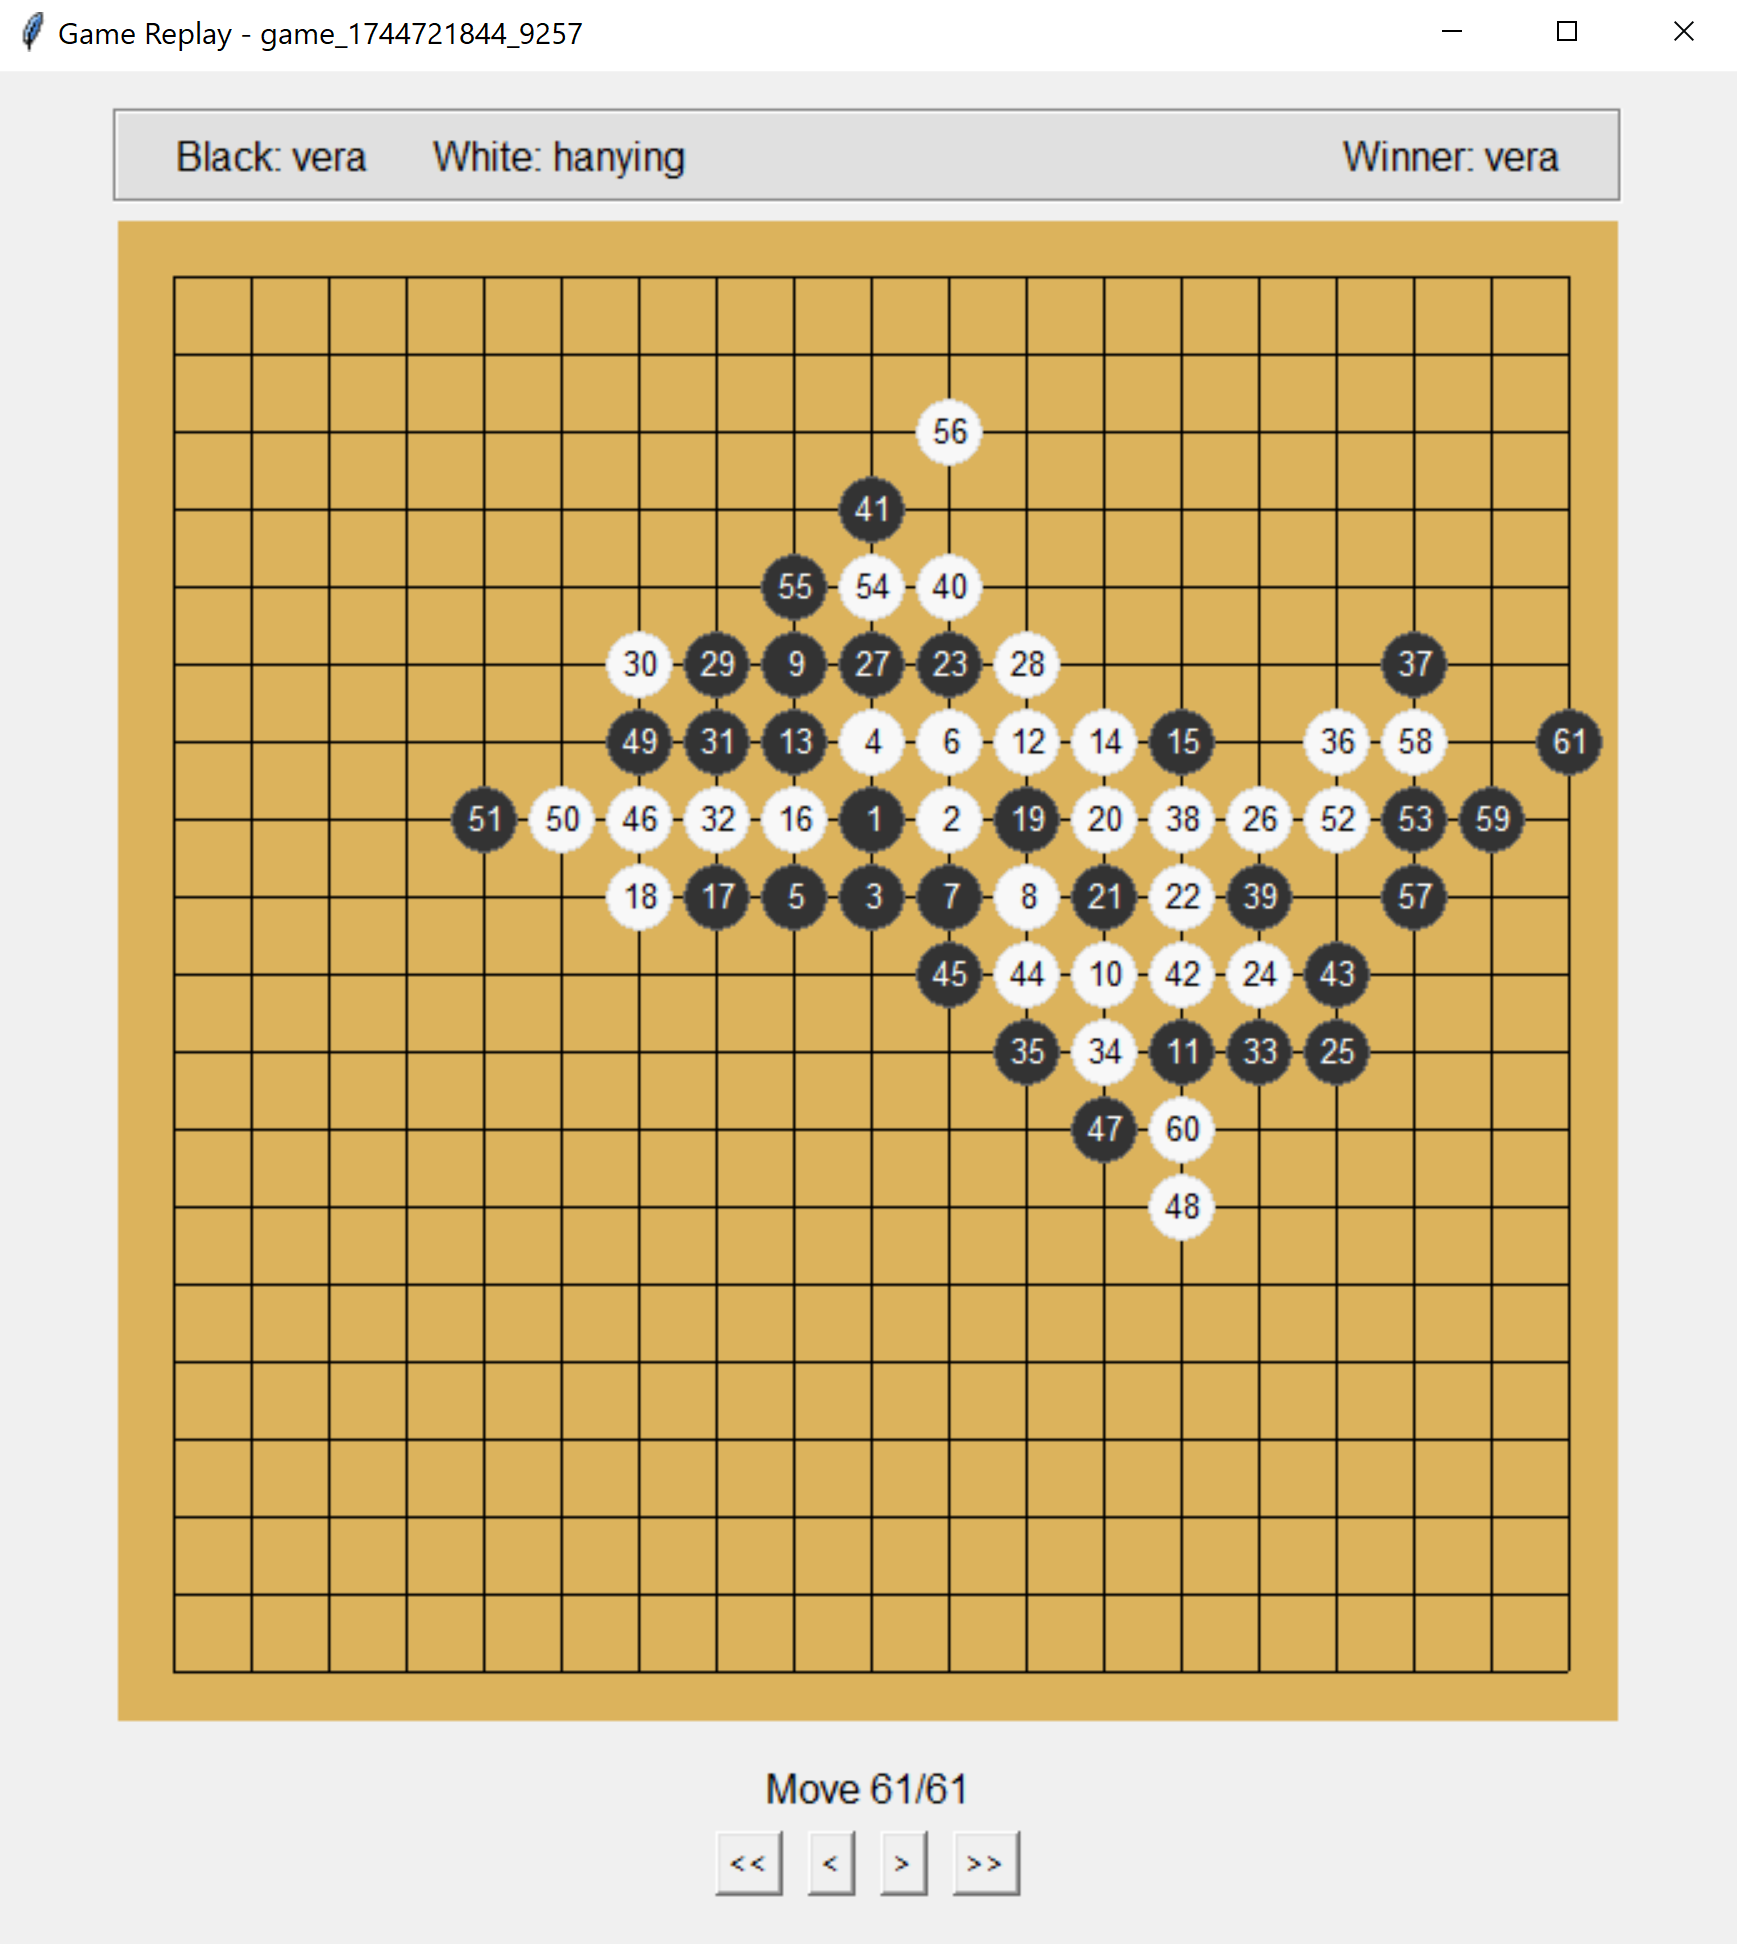 Game Replay - game_1744721844_9257
Black: vera White: hanying Winner: vera
56
41
55 54 40
30 29 9 27 23 28 37
49 31 13 4 6 12 14 15 36 58 61
51 50 46 32 16 1 2 19 20 38 26 52 53 59
18 17 5 3 7 8 21 22 39 57
45 44 10 42 24 43
35 34 11 33 25
47 60
48
Move 61/61
<< < > >>